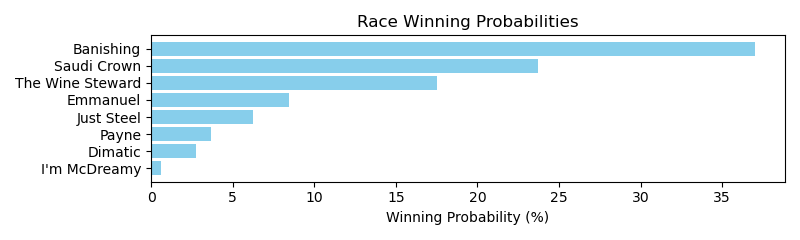 Race Winning Probabilities
Banishing
Saudi Crown
The Wine Steward
Emmanuel
Just Steel
Payne
Dimatic
I'm McDreamy
0 5 10 15 20 25 30 35
Winning Probability (%)